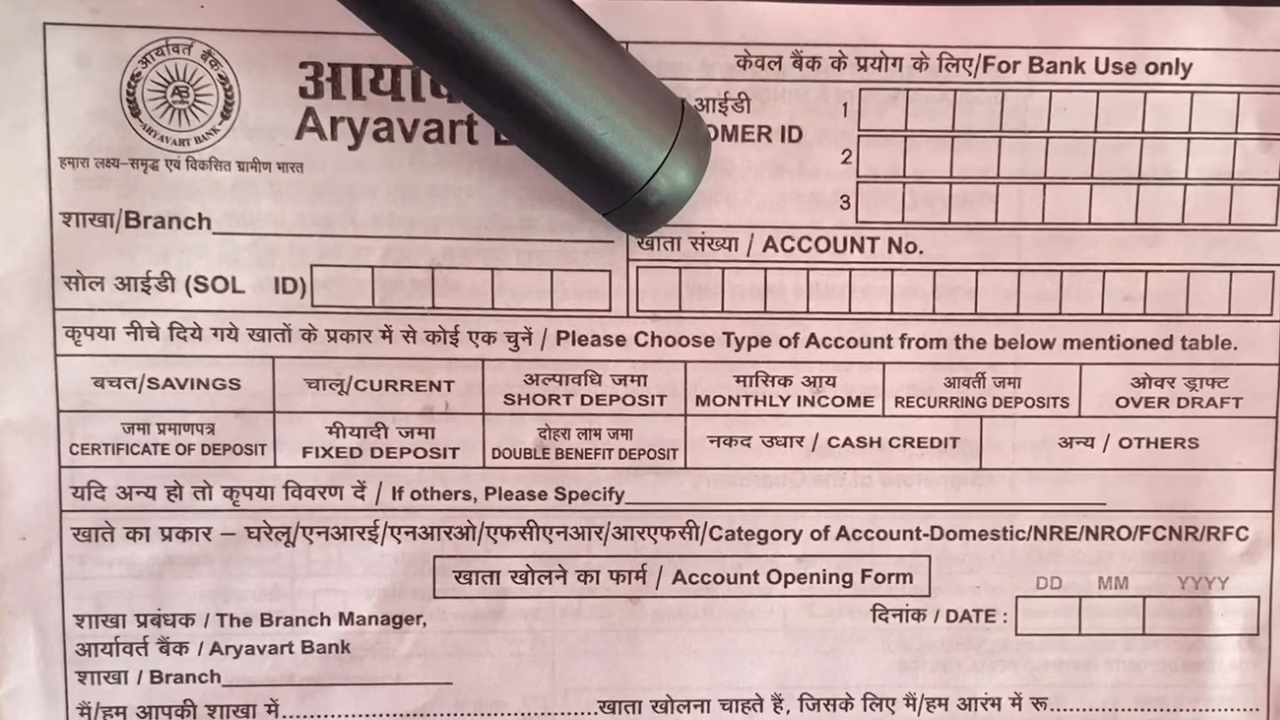 आर्यावर्त बैंक
AB
ARYAVART BANK
हमारा लक्ष्य–समृद्ध एवं विकसित ग्रामीण भारत
Aryavart
शाखा/Branch
सोल आईडी (SOL ID)
केवल बैंक के प्रयोग के लिए/For Bank Use only
आईडी
OMER ID
1
2
3
खाता संख्या / ACCOUNT No.
कृपया नीचे दिये गये खातों के प्रकार में से कोई एक चुनें / Please Choose Type of Account from the below mentioned table.
बचत/SAVINGS
चालू/CURRENT
अल्पावधि जमा
SHORT DEPOSIT
मासिक आय
MONTHLY INCOME
आवर्ती जमा
RECURRING DEPOSITS
ओवर ड्राफ्ट
OVER DRAFT
जमा प्रमाणपत्र
CERTIFICATE OF DEPOSIT
मीयादी जमा
FIXED DEPOSIT
दोहरा लाभ जमा
DOUBLE BENEFIT DEPOSIT
नकद उधार / CASH CREDIT
अन्य / OTHERS
यदि अन्य हो तो कृपया विवरण दें / If others, Please Specify
खाते का प्रकार – घरेलू/एनआरई/एनआरओ/एफसीएनआर/आरएफसी/Category of Account-Domestic/NRE/NRO/FCNR/RFC
खाता खोलने का फार्म / Account Opening Form
DD MM YYYY
दिनांक / DATE :
शाखा प्रबंधक / The Branch Manager,
आर्यावर्त बैंक / Aryavart Bank
शाखा / Branch
मैं/हम आपकी शाखा में..............खाता खोलना चाहते हैं, जिसके लिए मैं/हम आरंभ में रू..............